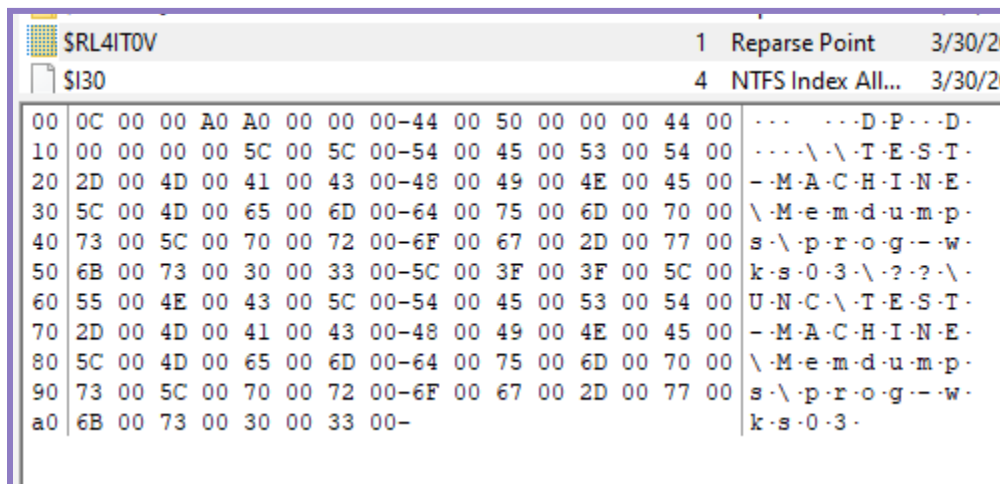 $RL4IT0V 1 Reparse Point 3/30/2
$I30 4 NTFS Index All... 3/30/2
00 0C 00 00 A0 A0 00 00 00-44 00 50 00 00 00 44 00 ··· ···D·P···D·
10 00 00 00 00 5C 00 5C 00-54 00 45 00 53 00 54 00 ····\·\·T·E·S·T·
20 2D 00 4D 00 41 00 43 00-48 00 49 00 4E 00 45 00 -·M·A·C·H·I·N·E·
30 5C 00 4D 00 65 00 6D 00-64 00 75 00 6D 00 70 00 \·M·e·m·d·u·m·p·
40 73 00 5C 00 70 00 72 00-6F 00 67 00 2D 00 77 00 s·\·p·r·o·g·-·w·
50 6B 00 73 00 30 00 33 00-5C 00 3F 00 3F 00 5C 00 k·s·0·3·\·?·?·\·
60 55 00 4E 00 43 00 5C 00-54 00 45 00 53 00 54 00 U·N·C·\·T·E·S·T·
70 2D 00 4D 00 41 00 43 00-48 00 49 00 4E 00 45 00 -·M·A·C·H·I·N·E·
80 5C 00 4D 00 65 00 6D 00-64 00 75 00 6D 00 70 00 \·M·e·m·d·u·m·p·
90 73 00 5C 00 70 00 72 00-6F 00 67 00 2D 00 77 00 s·\·p·r·o·g·-·w·
a0 6B 00 73 00 30 00 33 00- k·s·0·3·